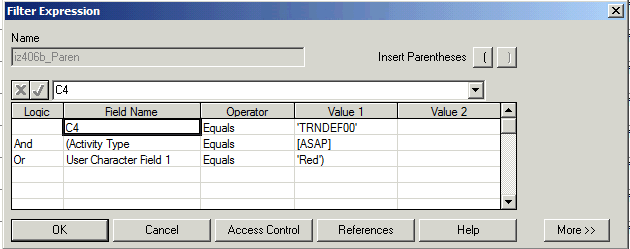 Filter Expression
Name
iz406b_Paren
Insert Parentheses ( )
C4
Logic Field Name Operator Value 1 Value 2
C4 Equals 'TRNDEF00'
And (Activity Type Equals [ASAP]
Or User Character Field 1 Equals 'Red')
OK Cancel Access Control References Help More >>